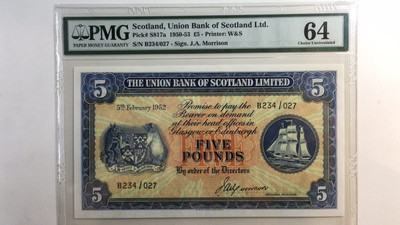 PMG
PAPER MONEY GUARANTY
Scotland, Union Bank of Scotland Ltd.
Pick# S817a 1950-53 £5 - Printer: W&S
S/N B234/027 - Sign. J.A. Morrison
64
Choice Uncirculated
5 THE UNION BANK OF SCOTLAND LIMITED 5
5th February 1952
Promise to pay the
Bearer on demand
at their head offices in
Glasgow or Edinburgh
B234/027
FIVE
POUNDS
B234/027
By order of the Directors
5 5